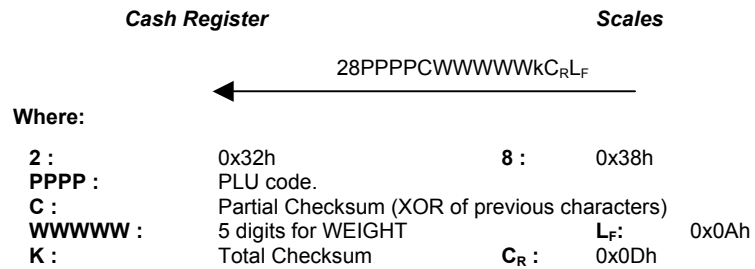 Cash Register Scales
28PPPPCWWWWWkCRLF
Where:
2 : 0x32h 8 : 0x38h
PPPP : PLU code.
C : Partial Checksum (XOR of previous characters)
WWWWW : 5 digits for WEIGHT LF: 0x0Ah
K : Total Checksum CR : 0x0Dh